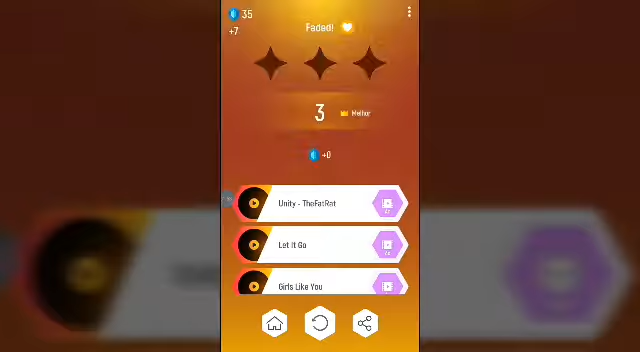 35
+7
Faded!
3
Melhor
+0
Unity - TheFatRat
Let It Go
Girls Like You